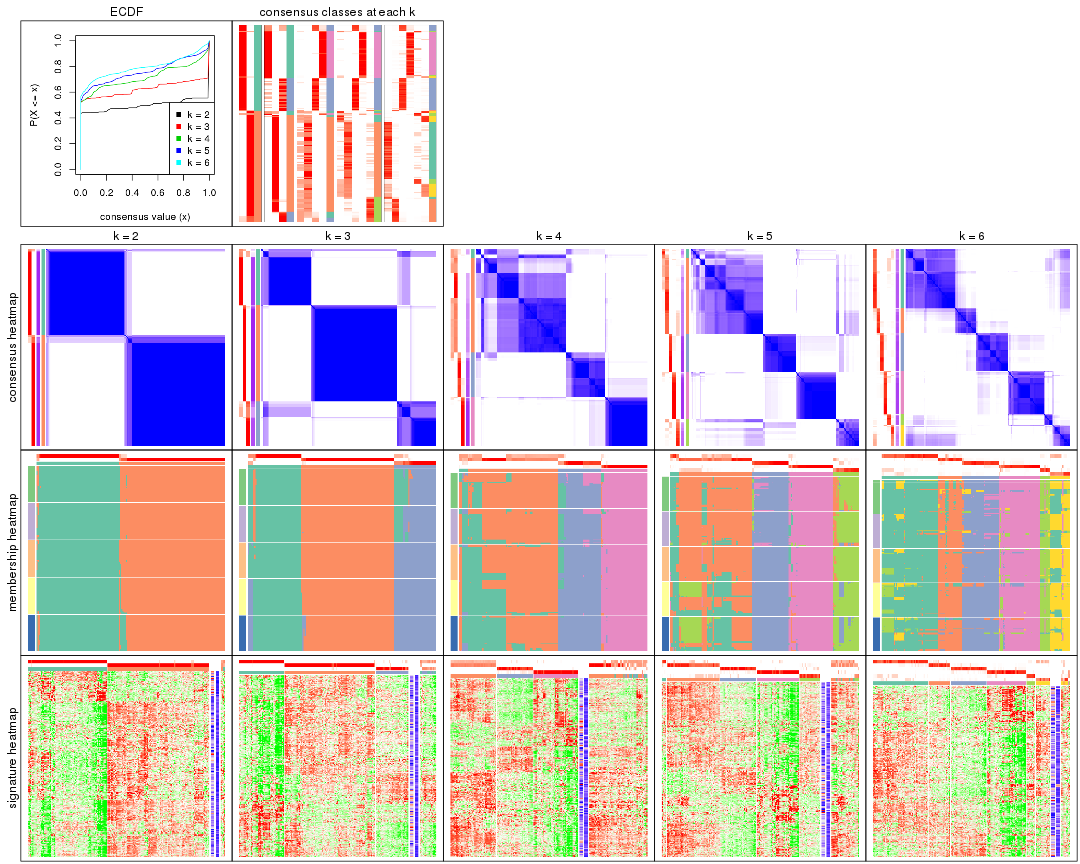 ECDF
consensus classes at each k
P(X <= x)
0.0
0.2
0.4
0.6
0.8
1.0
k = 2
k = 3
k = 4
k = 5
k = 6
0.0 0.2 0.4 0.6 0.8 1.0
consensus value (x)
k = 2
k = 3
k = 4
k = 5
k = 6
consensus heatmap
membership heatmap
signature heatmap